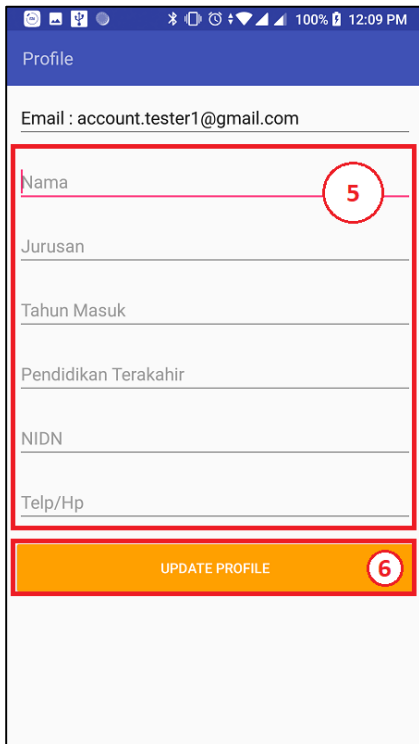 100% 12:09 PM
Profile
Email : account.tester1@gmail.com
Nama
5
Jurusan
Tahun Masuk
Pendidikan Terakahir
NIDN
Telp/Hp
UPDATE PROFILE
6